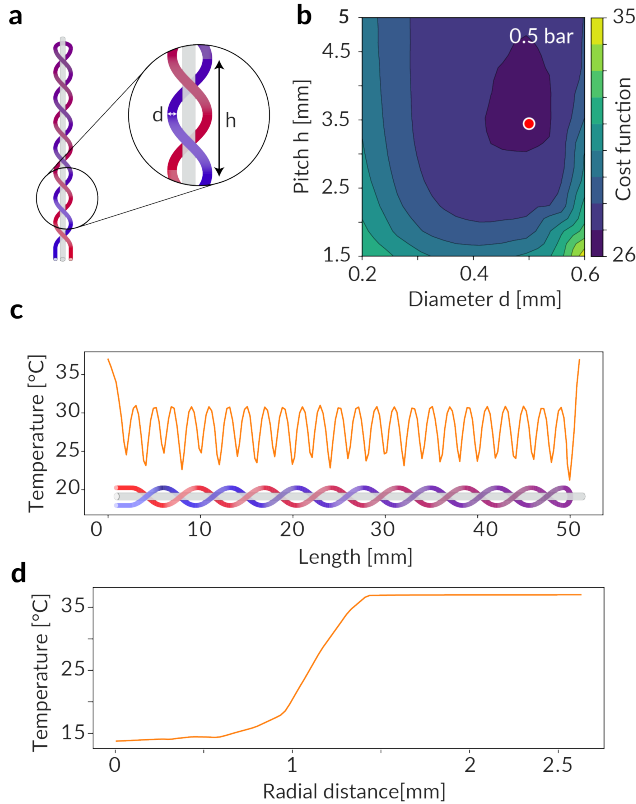 a
d
h
b
0.5 bar
Pitch h [mm]
5
4.5
3.5
2.5
1.5
0.2
0.4
0.6
Diameter d [mm]
35
26
Cost function
c
Temperature [°C]
35
30
25
20
0
10
20
30
40
50
Length [mm]
d
Temperature [°C]
35
25
15
0
1
2
2.5
Radial distance[mm]